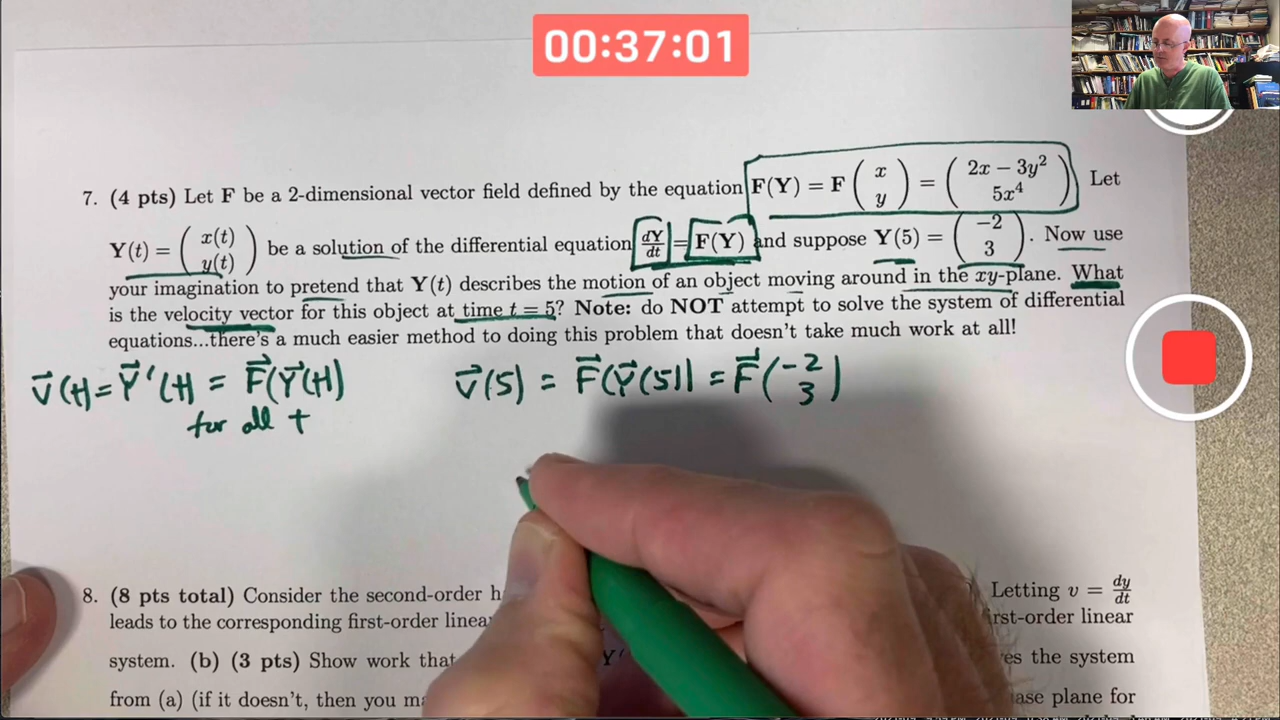 00:37:01
7. (4 pts) Let F be a 2-dimensional vector field defined by the equation F(Y) = F ( x y ) = ( 2x − 3y² 5x⁴ ) Let
Y(t) = ( x(t) y(t) ) be a solution of the differential equation dY/dt = F(Y) and suppose Y(5) = ( −2 3 ). Now use
your imagination to pretend that Y(t) describes the motion of an object moving around in the xy-plane. What
is the velocity vector for this object at time t = 5? Note: do NOT attempt to solve the system of differential
equations...there's a much easier method to doing this problem that doesn't take much work at all!
v⃗(t) = Y⃗'(t) = F⃗(Y⃗(t)) v⃗(5) = F⃗(Y⃗(5)) = F⃗(−2 3)
for all t
8. (8 pts total) Consider the second-order h Letting v = dy/dt
leads to the corresponding first-order linea rst-order linear
system. (b) (3 pts) Show work that Y' es the system
from (a) (if it doesn't, then you ma ase plane for